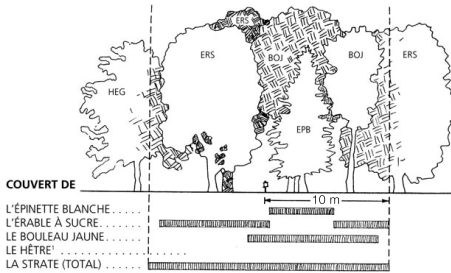 ERS
ERS
BOJ
BOJ
ERS
HEG
EPB
COUVERT DE
10 m
L'ÉPINETTE BLANCHE.....
L'ÉRABLE À SUCRE.....
LE BOULEAU JAUNE.....
LE HÊTRE¹ .....................
LA STRATE (TOTAL).....